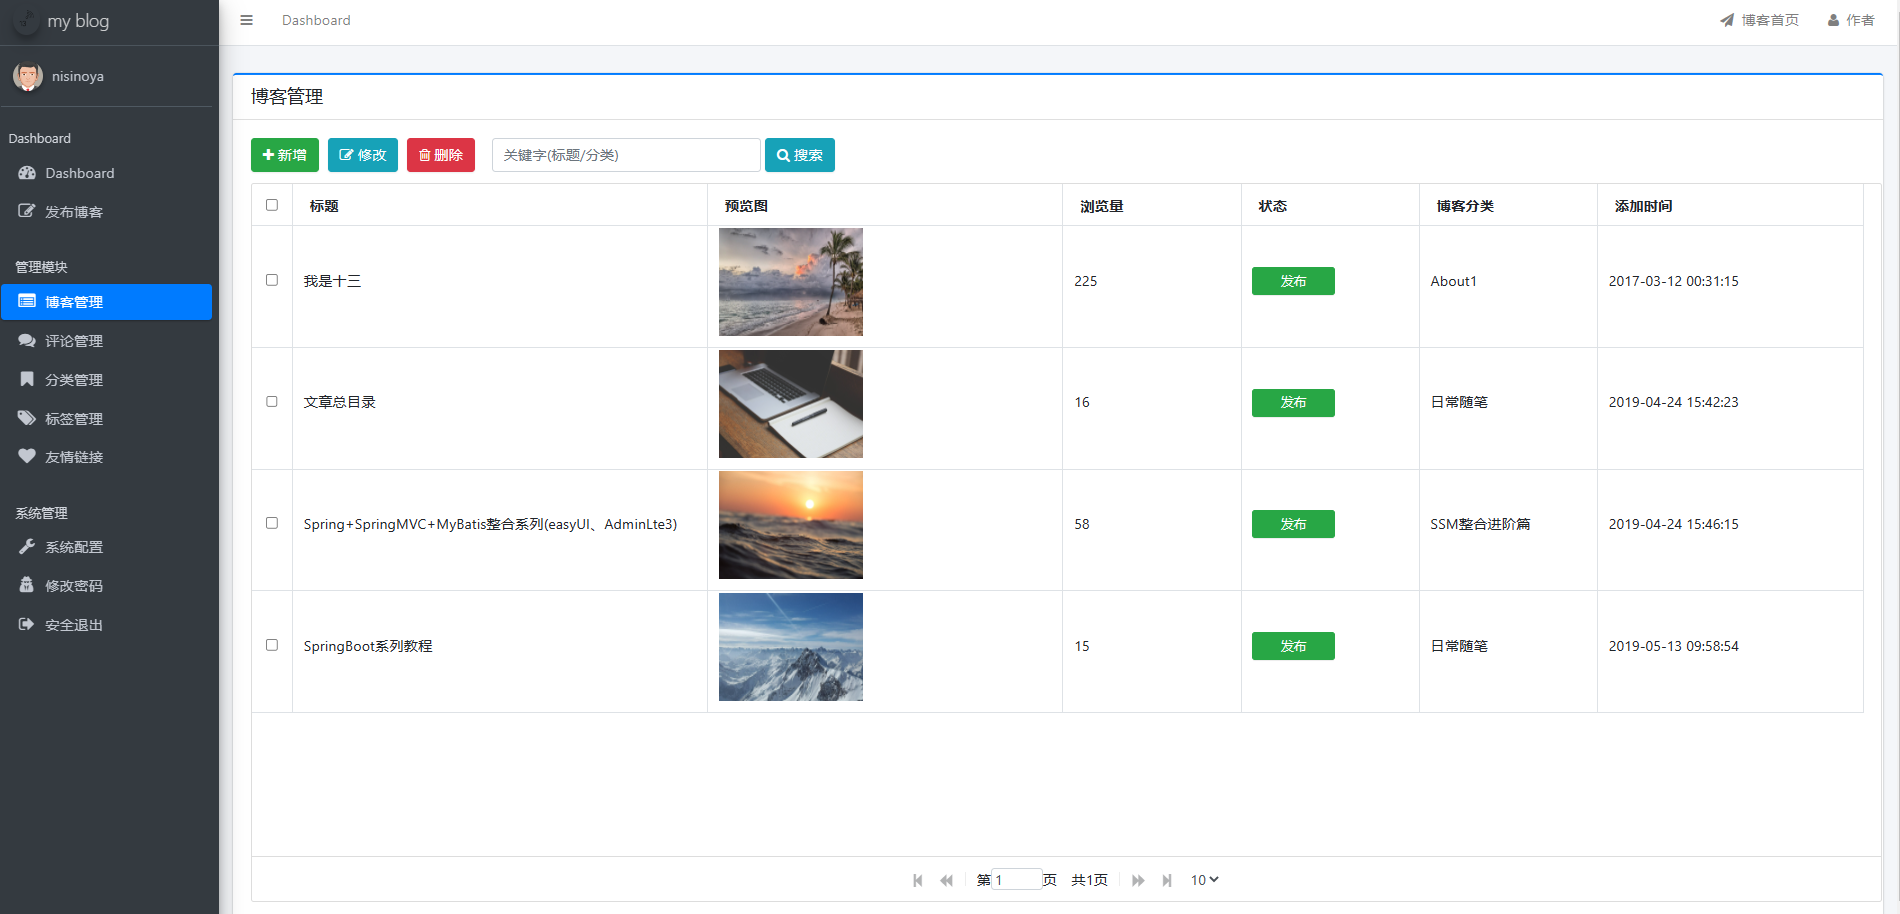 my blog
Dashboard
博客首页
作者
nisinoya
Dashboard
Dashboard
发布博客
管理模块
博客管理
评论管理
分类管理
标签管理
友情链接
系统管理
系统配置
修改密码
安全退出
博客管理
新增 修改 删除 关键字(标题/分类) 搜索
标题 预览图 浏览量 状态 博客分类 添加时间
我是十三 225 发布 About1 2017-03-12 00:31:15
文章总目录 16 发布 日常随笔 2019-04-24 15:42:23
Spring+SpringMVC+MyBatis整合系列(easyUI、AdminLte3) 58 发布 SSM整合进阶篇 2019-04-24 15:46:15
SpringBoot系列教程 15 发布 日常随笔 2019-05-13 09:58:54
第 1 页 共1页 10